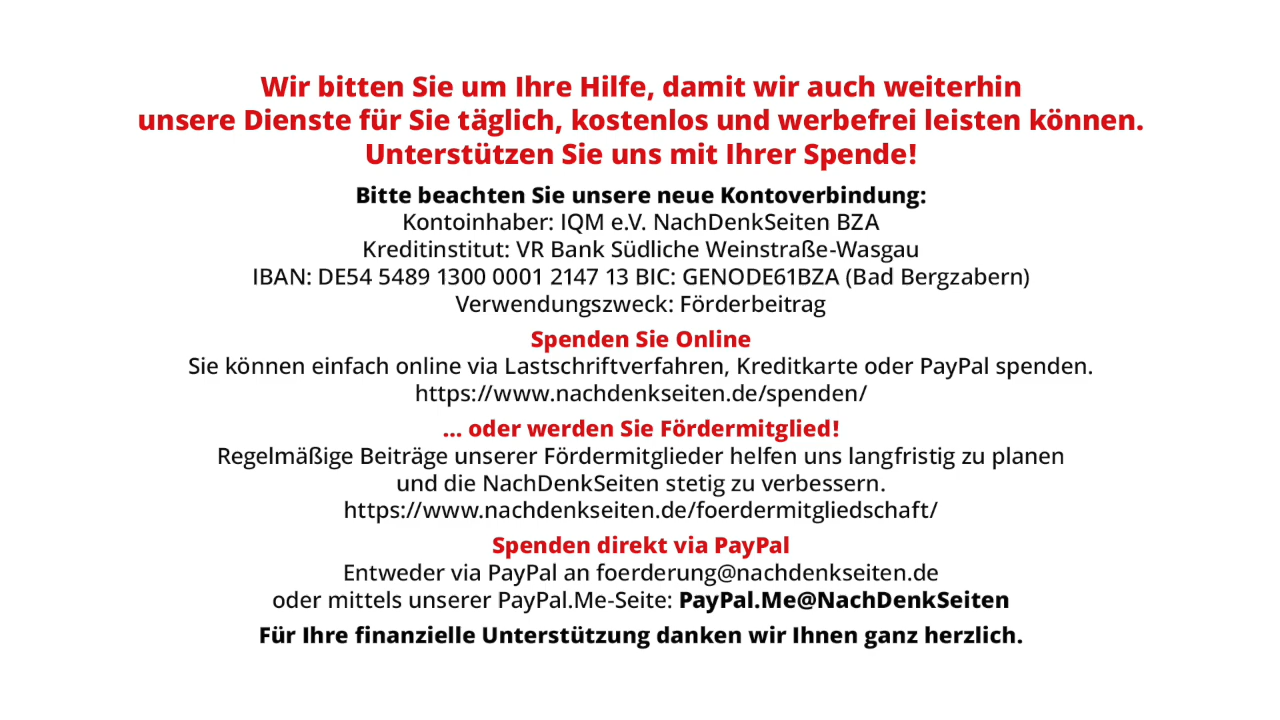 Wir bitten Sie um Ihre Hilfe, damit wir auch weiterhin
unsere Dienste für Sie täglich, kostenlos und werbefrei leisten können.
Unterstützen Sie uns mit Ihrer Spende!
Bitte beachten Sie unsere neue Kontoverbindung:
Kontoinhaber: IQM e.V. NachDenkSeiten BZA
Kreditinstitut: VR Bank Südliche Weinstraße-Wasgau
IBAN: DE54 5489 1300 0001 2147 13 BIC: GENODE61BZA (Bad Bergzabern)
Verwendungszweck: Förderbeitrag
Spenden Sie Online
Sie können einfach online via Lastschriftverfahren, Kreditkarte oder PayPal spenden.
https://www.nachdenkseiten.de/spenden/
... oder werden Sie Fördermitglied!
Regelmäßige Beiträge unserer Fördermitglieder helfen uns langfristig zu planen
und die NachDenkSeiten stetig zu verbessern.
https://www.nachdenkseiten.de/foerdermitgliedschaft/
Spenden direkt via PayPal
Entweder via PayPal an foerderung@nachdenkseiten.de
oder mittels unserer PayPal.Me-Seite: PayPal.Me@NachDenkSeiten
Für Ihre finanzielle Unterstützung danken wir Ihnen ganz herzlich.